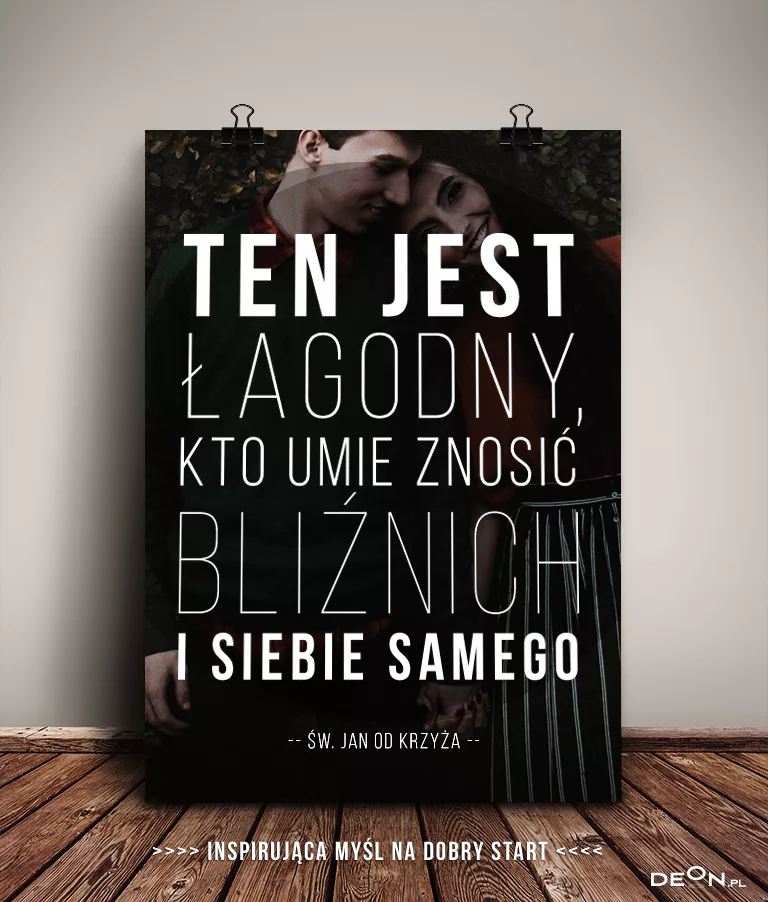 TEN JEST
ŁAGODNY,
KTO UMIE ZNOSIĆ
BLIŹNICH
I SIEBIE SAMEGO
-- ŚW. JAN OD KRZYŻA --
>>>> INSPIRUJĄCA MYŚL NA DOBRY START <<<<
DEON.PL